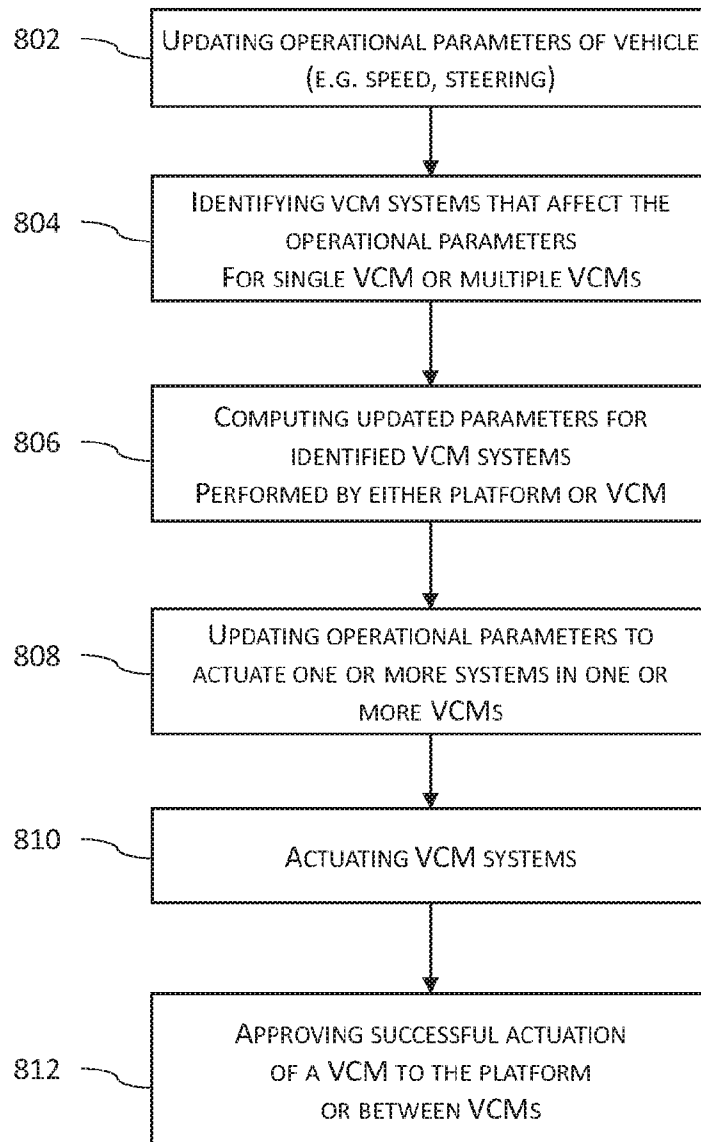 802
UPDATING OPERATIONAL PARAMETERS OF VEHICLE
(E.G. SPEED, STEERING)
804
IDENTIFYING VCM SYSTEMS THAT AFFECT THE
OPERATIONAL PARAMETERS
FOR SINGLE VCM OR MULTIPLE VCMS
806
COMPUTING UPDATED PARAMETERS FOR
IDENTIFIED VCM SYSTEMS
PERFORMED BY EITHER PLATFORM OR VCM
808
UPDATING OPERATIONAL PARAMETERS TO
ACTUATE ONE OR MORE SYSTEMS IN ONE OR
MORE VCMS
810
ACTUATING VCM SYSTEMS
812
APPROVING SUCCESSFUL ACTUATION
OF A VCM TO THE PLATFORM
OR BETWEEN VCMS